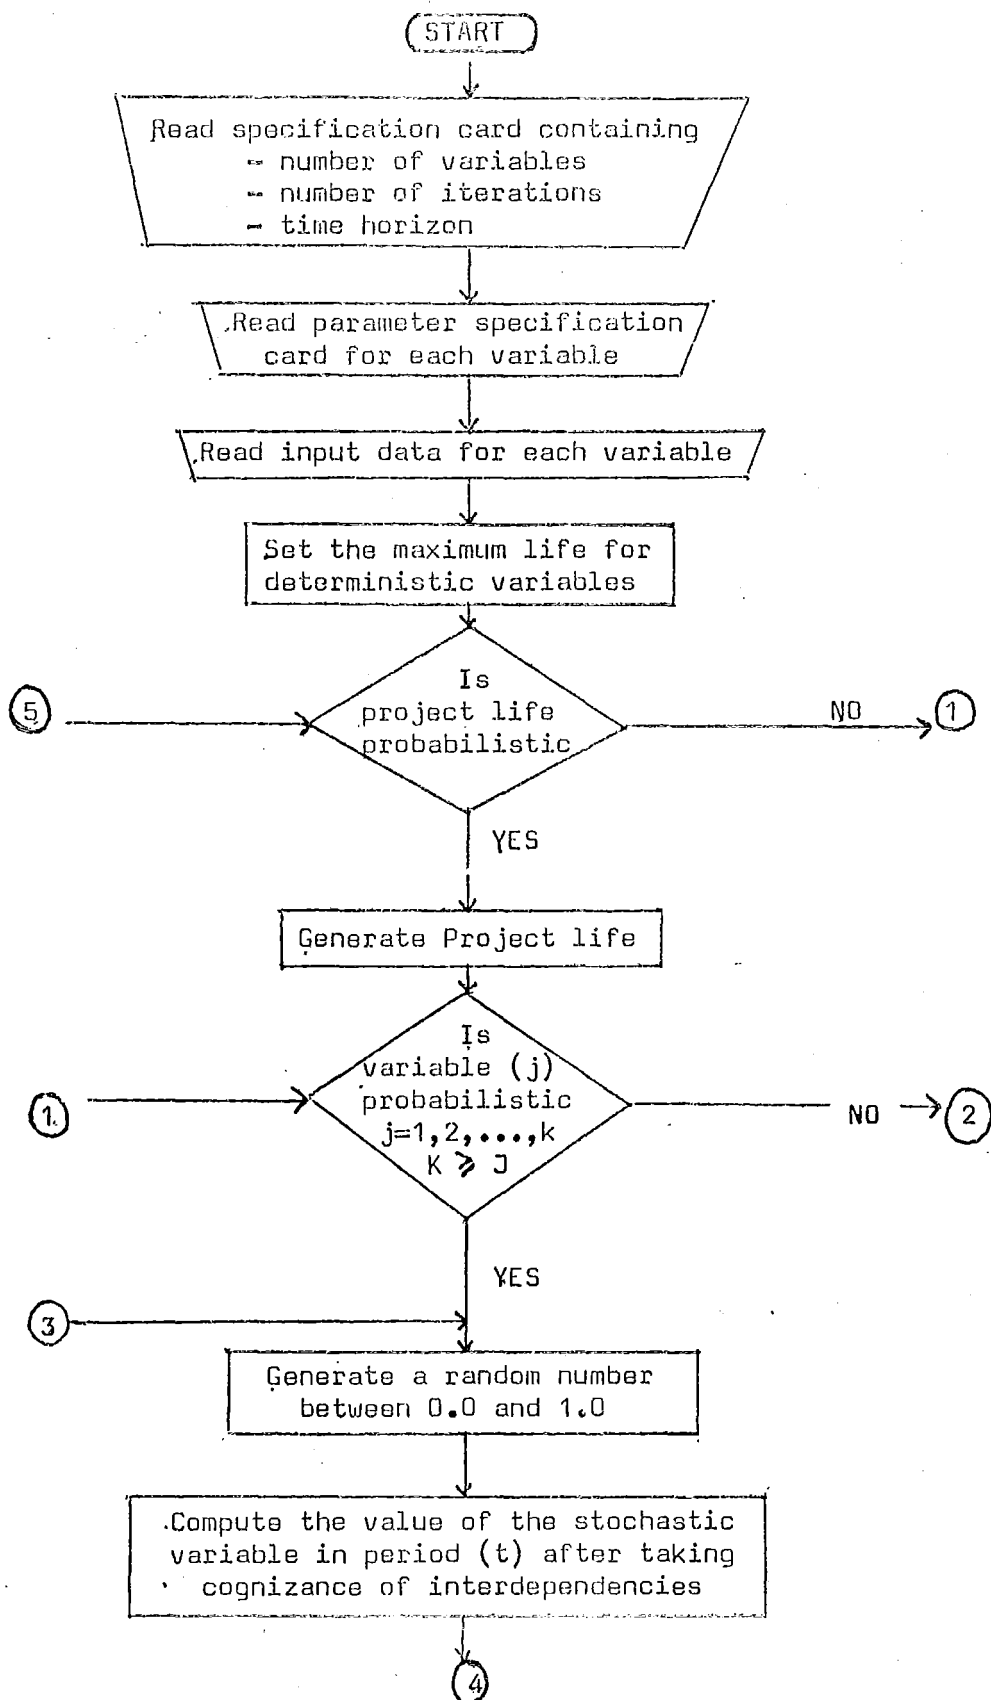 START
Read specification card containing
- number of variables
- number of iterations
- time horizon
Read parameter specification
card for each variable
Read input data for each variable
Set the maximum life for
deterministic variables
Is
project life
probabilistic
5
NO
1
YES
Generate Project life
Is
variable (j)
probabilistic
j=1,2,...,k
K ⩾ J
1
NO
2
YES
3
Generate a random number
between 0.0 and 1.0
Compute the value of the stochastic
variable in period (t) after taking
cognizance of interdependencies
4